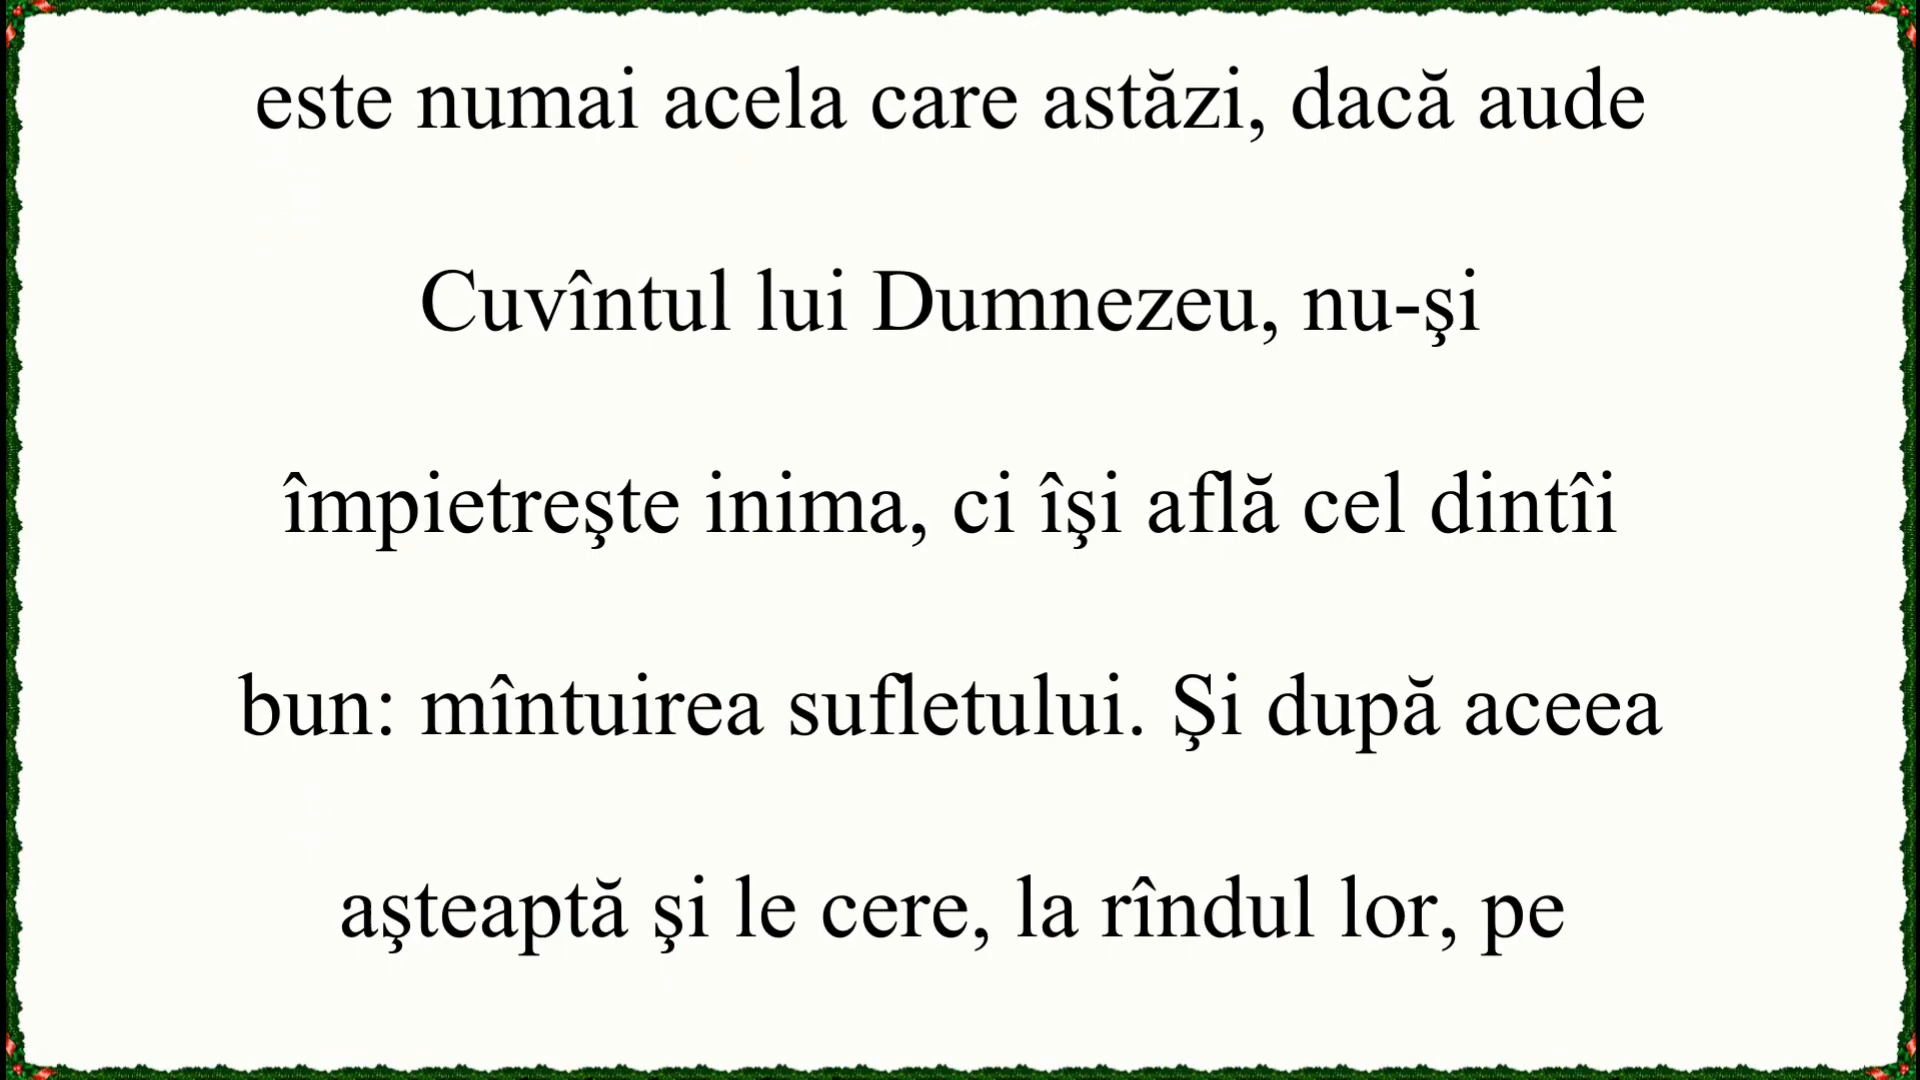 este numai acela care astăzi, dacă aude
Cuvîntul lui Dumnezeu, nu-şi
împietreşte inima, ci îşi află cel dintîi
bun: mîntuirea sufletului. Şi după aceea
aşteaptă şi le cere, la rîndul lor, pe